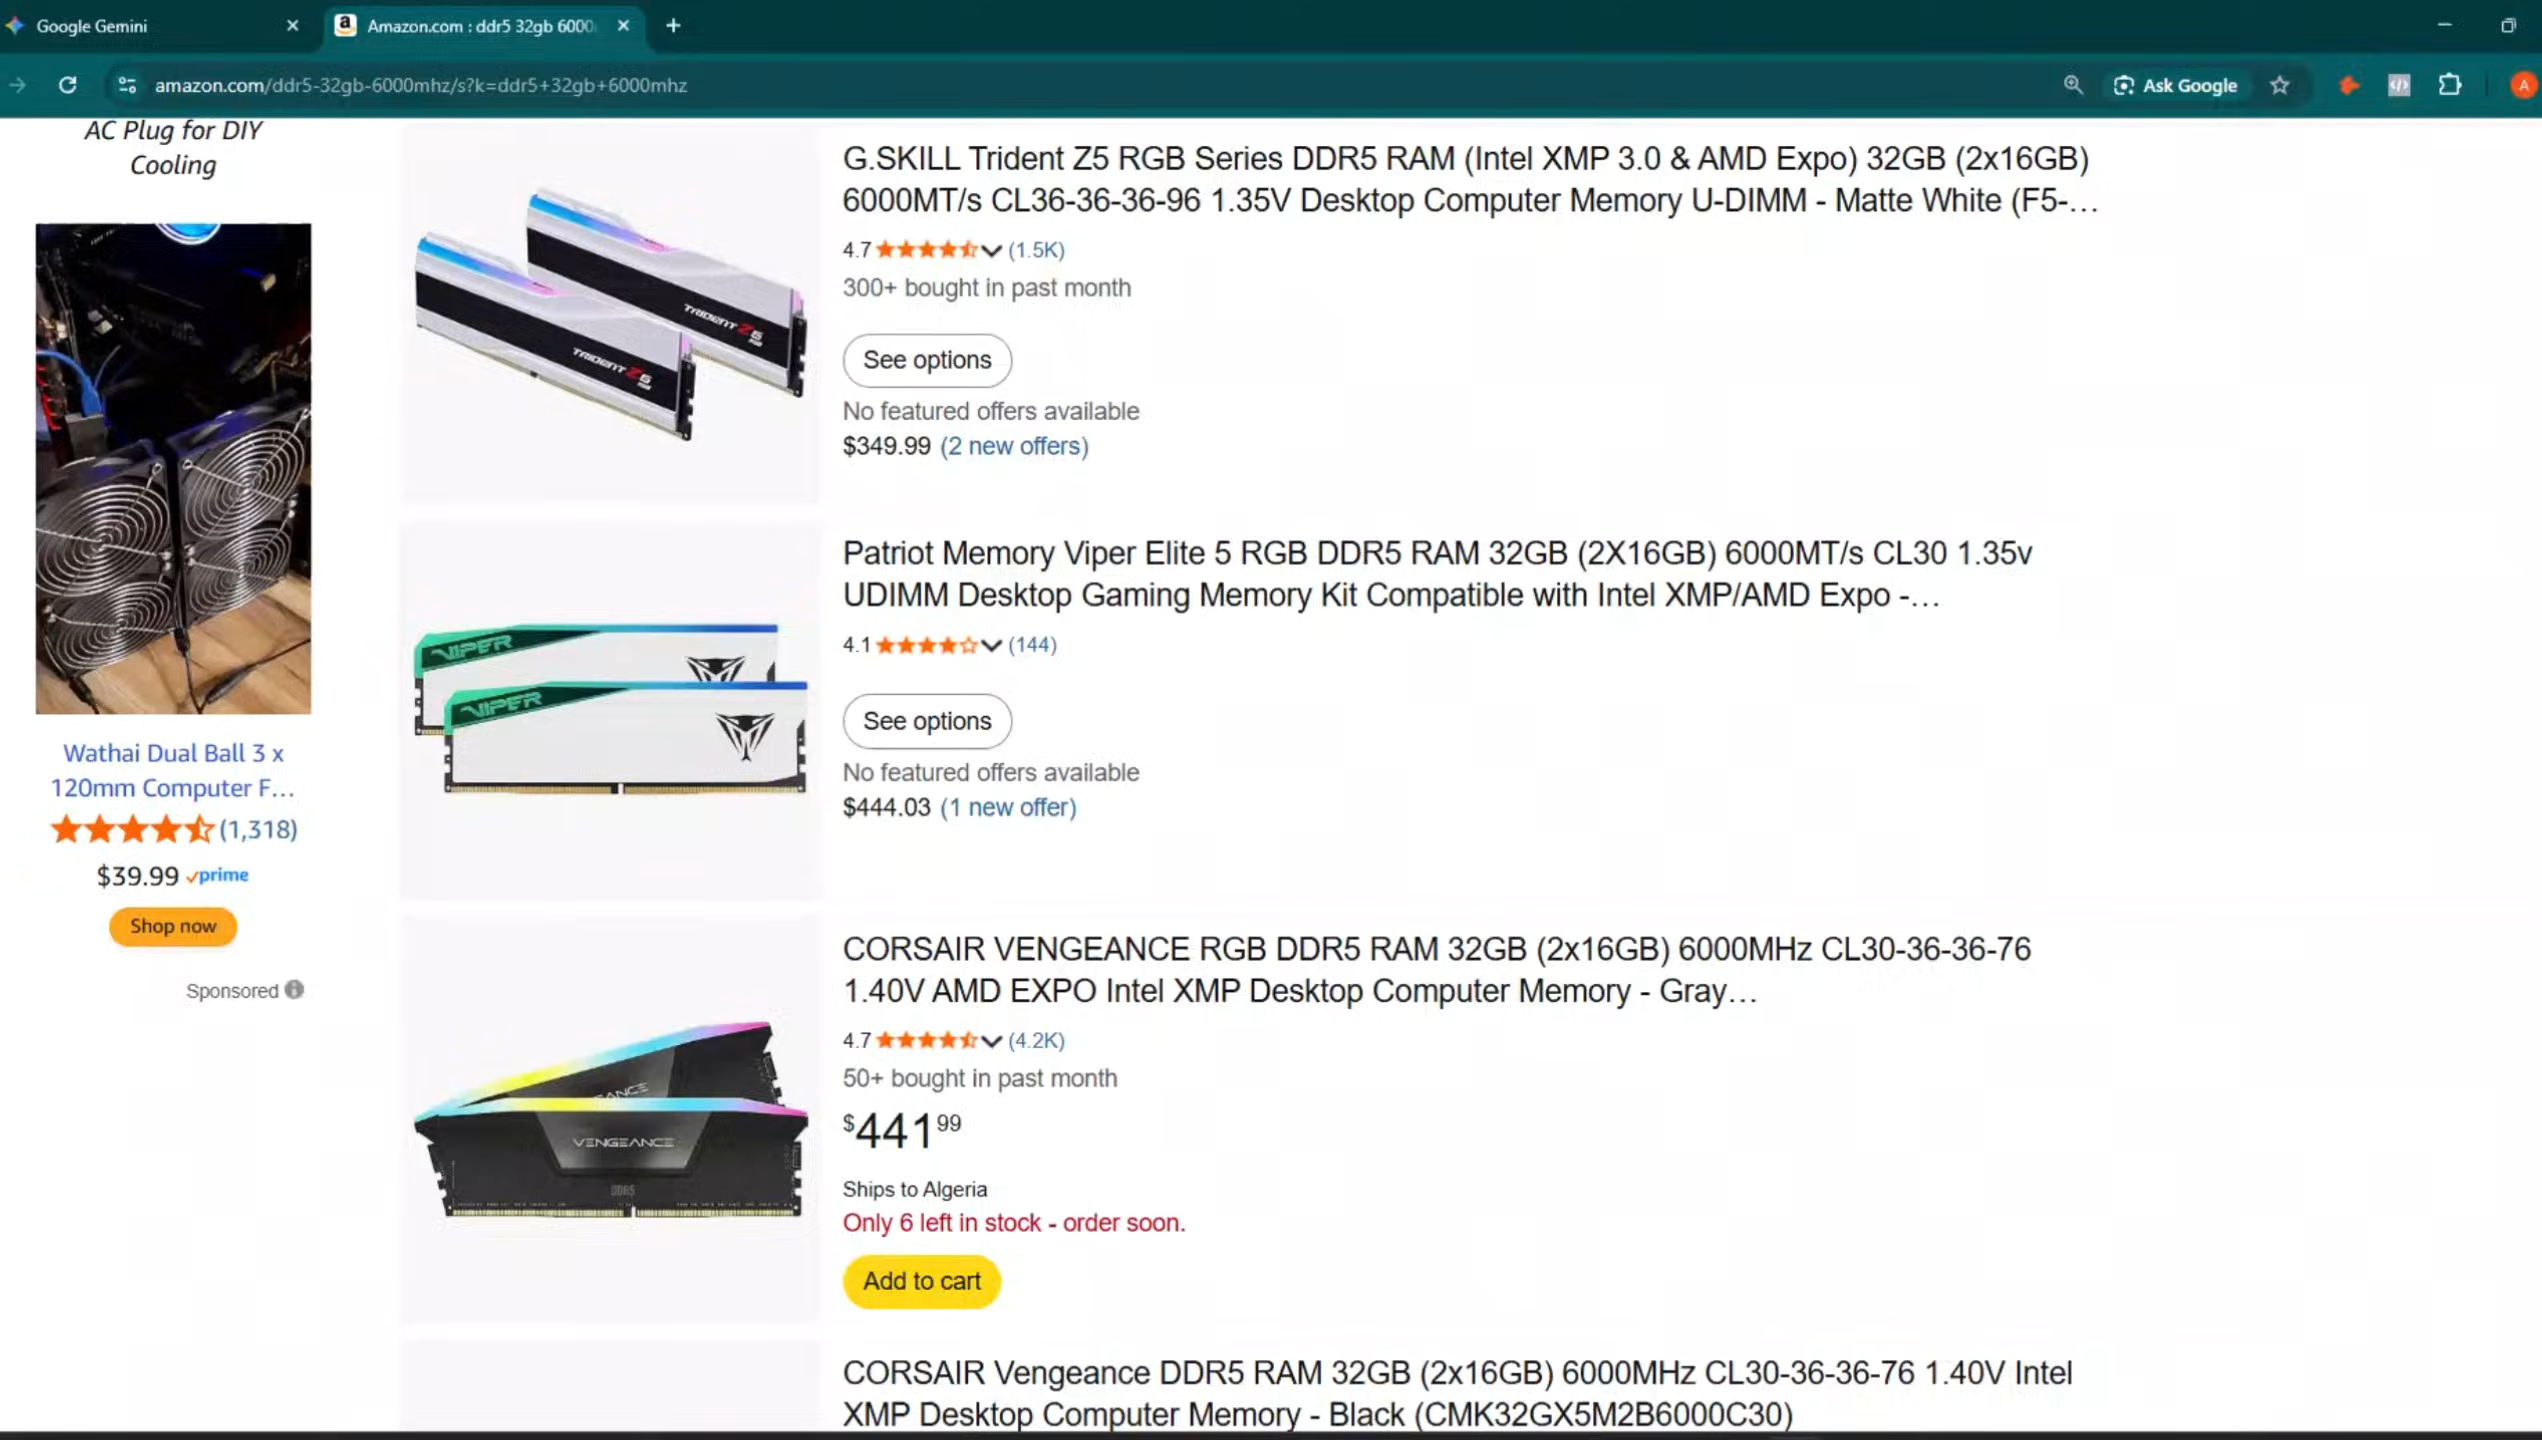 Google Gemini
Amazon.com : ddr5 32gb 6000
amazon.com/ddr5-32gb-6000mhz/s?k=ddr5+32gb+6000mhz
Ask Google
A
AC Plug for DIY
Cooling
Wathai Dual Ball 3 x
120mm Computer F...
(1,318)
$39.99 prime
Shop now
Sponsored
TRIDENT Z5
TRIDENT Z5
G.SKILL Trident Z5 RGB Series DDR5 RAM (Intel XMP 3.0 & AMD Expo) 32GB (2x16GB)
6000MT/s CL36-36-36-96 1.35V Desktop Computer Memory U-DIMM - Matte White (F5-...
4.7 (1.5K)
300+ bought in past month
See options
No featured offers available
$349.99 (2 new offers)
VIPER
VIPER
Patriot Memory Viper Elite 5 RGB DDR5 RAM 32GB (2X16GB) 6000MT/s CL30 1.35v
UDIMM Desktop Gaming Memory Kit Compatible with Intel XMP/AMD Expo -...
4.1 (144)
See options
No featured offers available
$444.03 (1 new offer)
VENGEANCE
DDR5
CORSAIR VENGEANCE RGB DDR5 RAM 32GB (2x16GB) 6000MHz CL30-36-36-76
1.40V AMD EXPO Intel XMP Desktop Computer Memory - Gray...
4.7 (4.2K)
50+ bought in past month
$441 99
Ships to Algeria
Only 6 left in stock - order soon.
Add to cart
CORSAIR Vengeance DDR5 RAM 32GB (2x16GB) 6000MHz CL30-36-36-76 1.40V Intel
XMP Desktop Computer Memory - Black (CMK32GX5M2B6000C30)